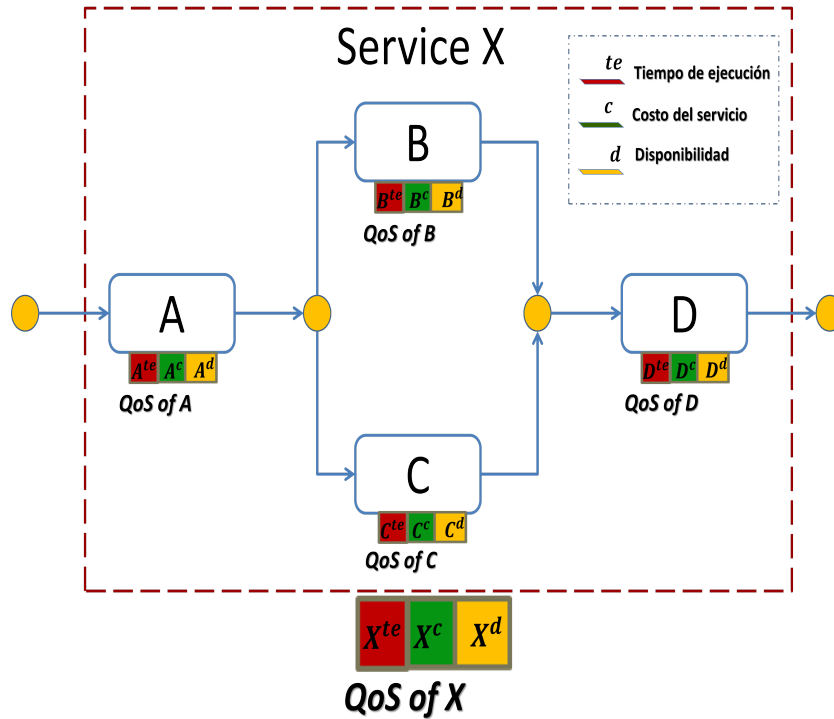 Service X
te Tiempo de ejecución
c Costo del servicio
d Disponibilidad
B
B^te B^c B^d
QoS of B
A
A^te A^c A^d
QoS of A
D
D^te D^c D^d
QoS of D
C
C^te C^c C^d
QoS of C
X^te X^c X^d
QoS of X